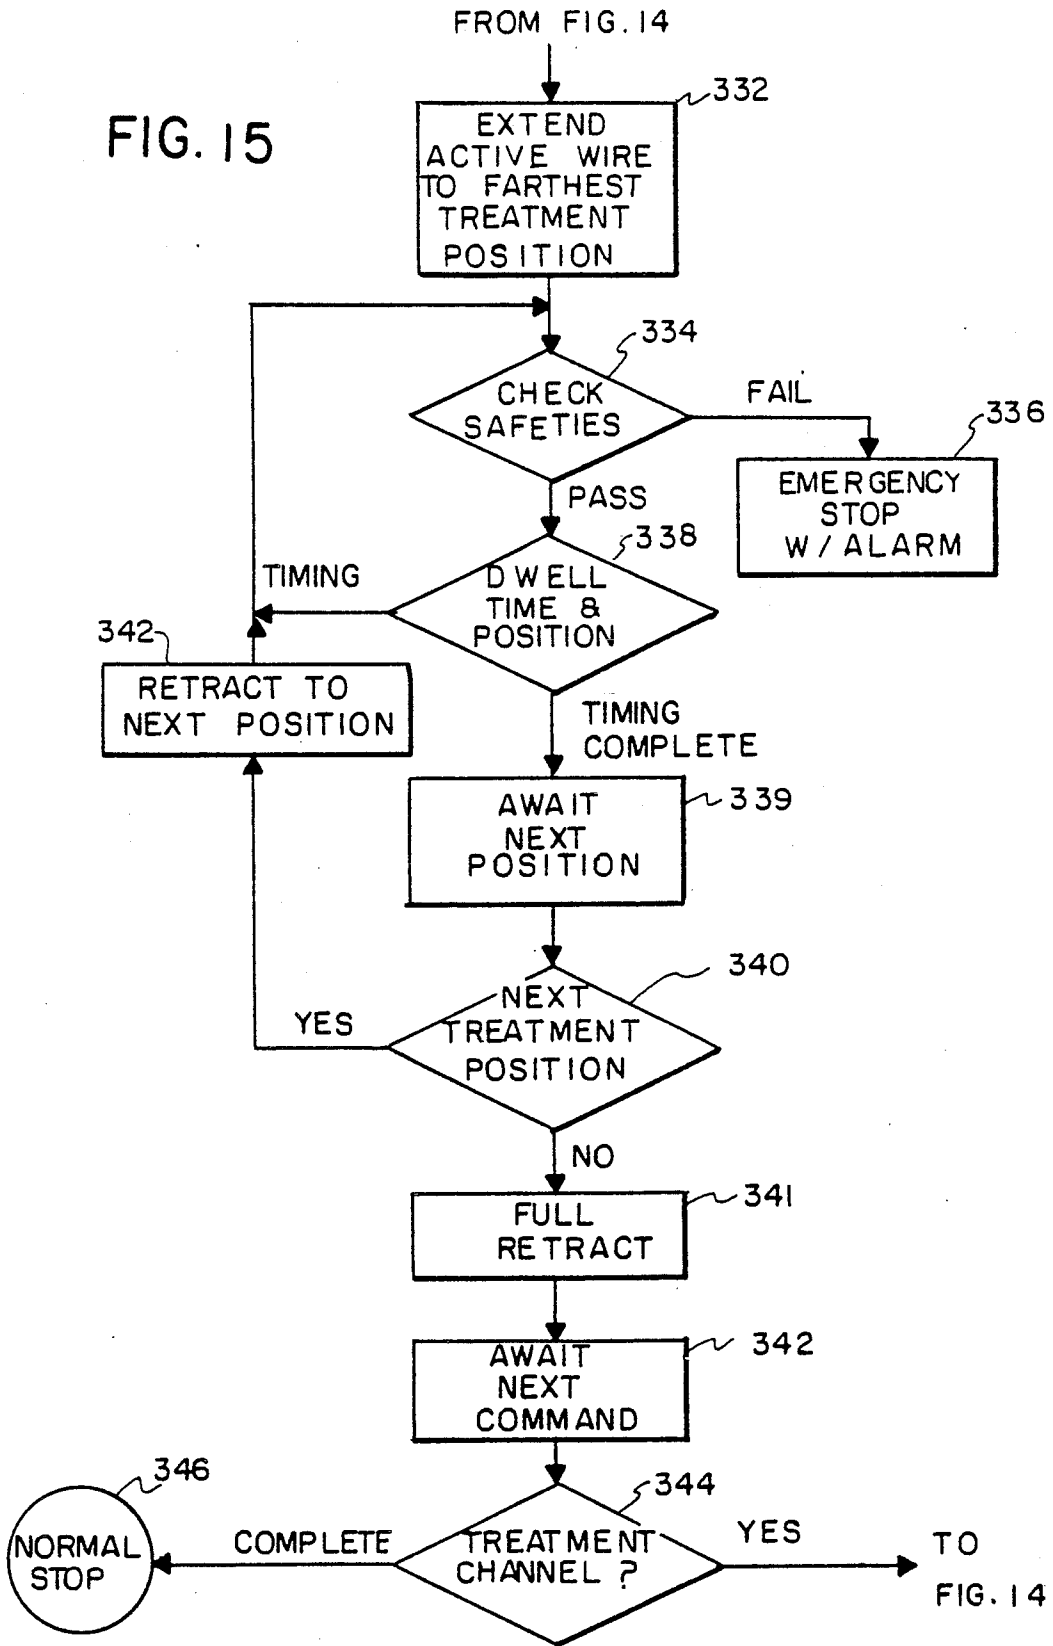 FROM FIG. 14
332
FIG. 15
EXTEND
ACTIVE WIRE
TO FARTHEST
TREATMENT
POSITION
334
CHECK
SAFETIES
FAIL
336
EMERGENCY
STOP
W/ALARM
PASS
338
TIMING
DWELL
TIME &
POSITION
342
RETRACT TO
NEXT POSITION
TIMING
COMPLETE
339
AWAIT
NEXT
POSITION
340
NEXT
TREATMENT
POSITION
YES
NO
341
FULL
RETRACT
342
AWAIT
NEXT
COMMAND
346
344
NORMAL
STOP
COMPLETE
TREATMENT
CHANNEL ?
YES
TO
FIG. 14